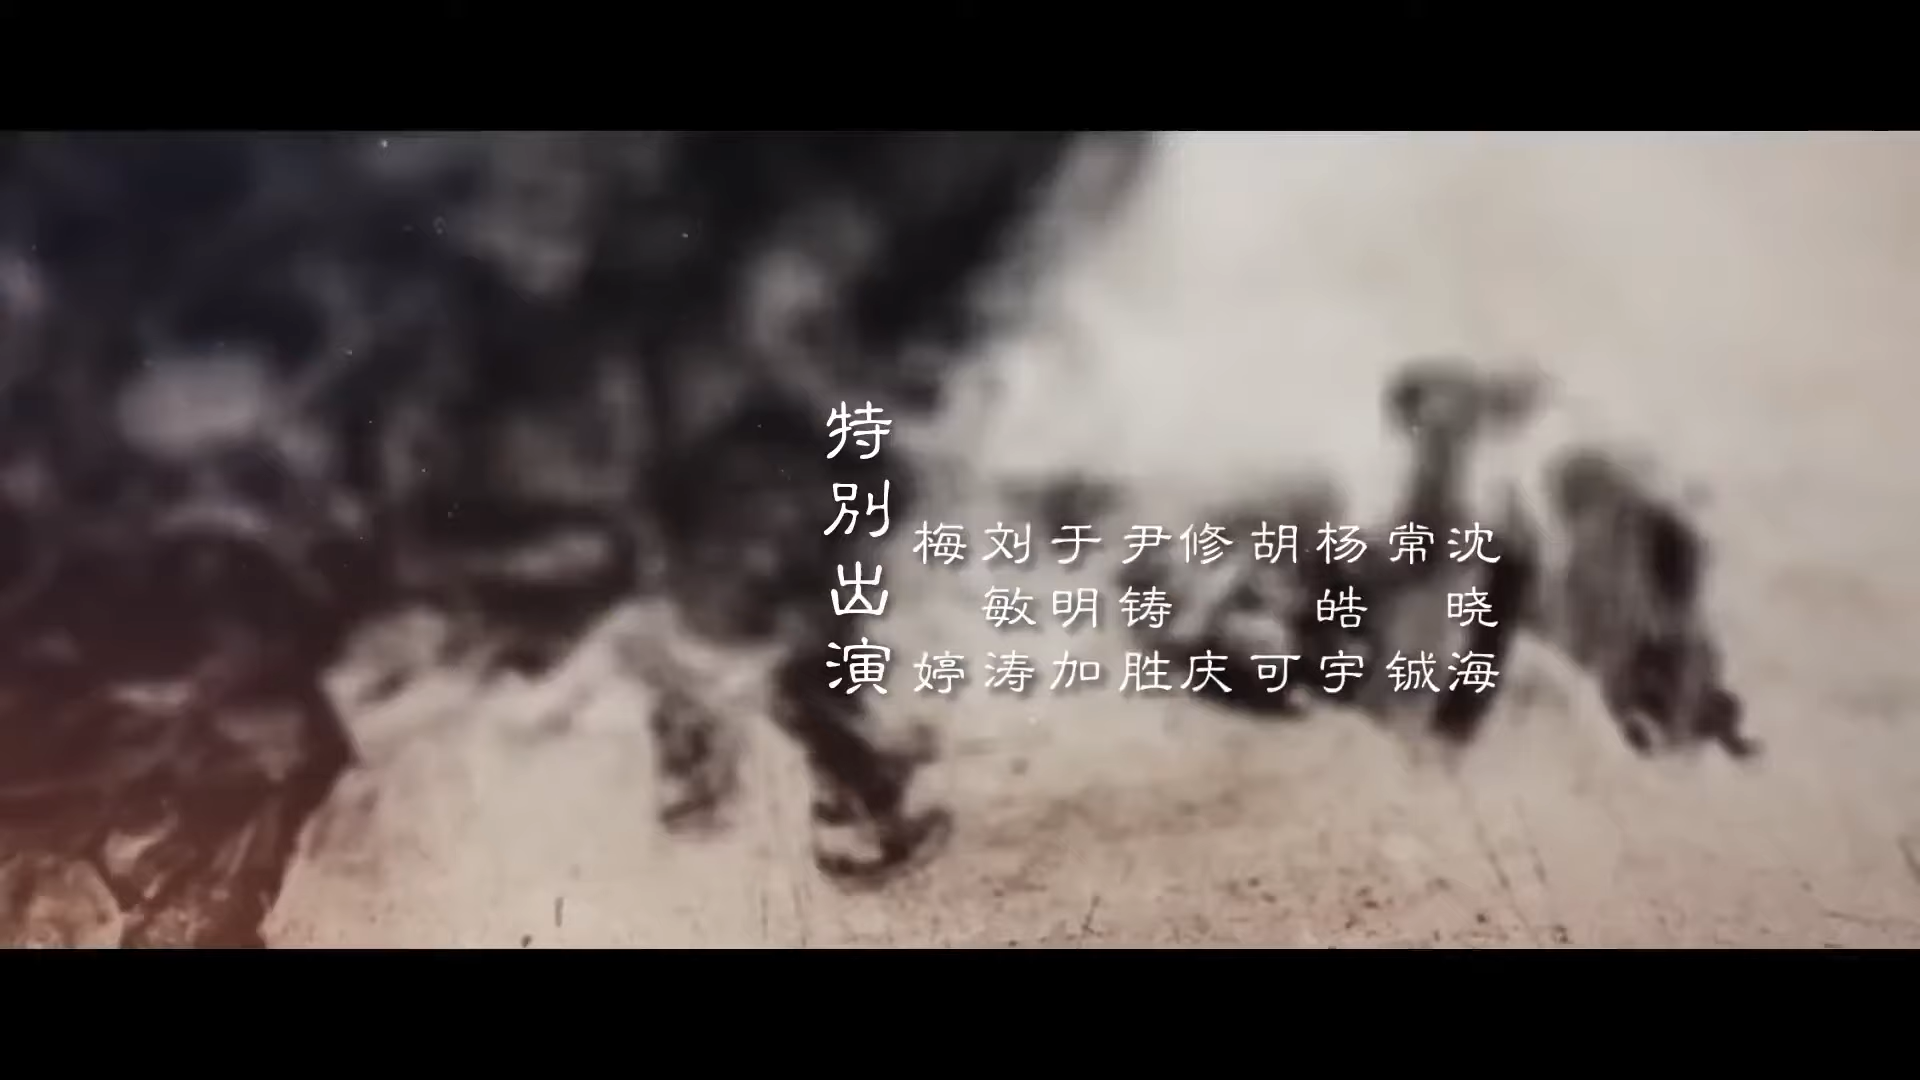 特别出演
梅婷
刘敏涛
于明加
尹铸胜
修庆
胡可
杨皓宇
常铖
沈晓海